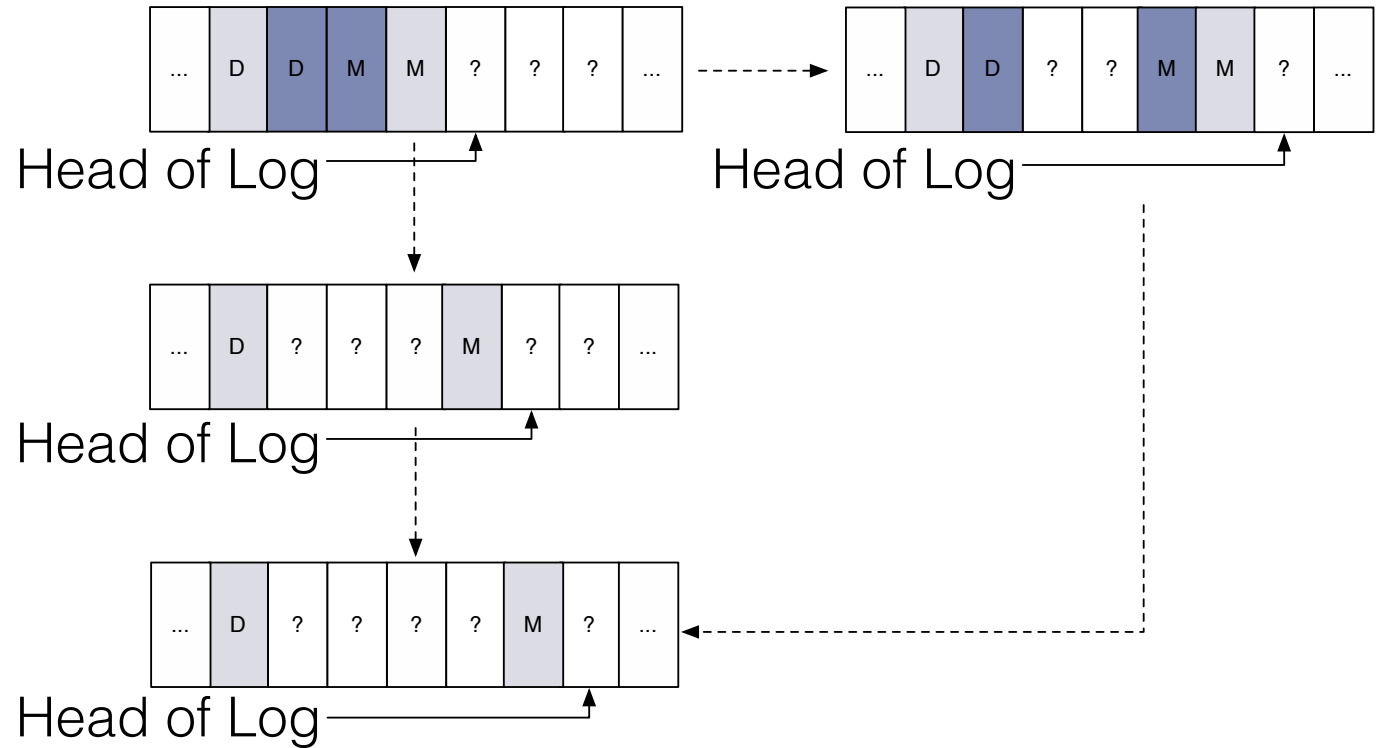 ... D D M M ? ? ? ...
Head of Log
... D D ? ? M M ? ...
Head of Log
... D ? ? ? M ? ? ...
Head of Log
... D ? ? ? ? M ? ...
Head of Log